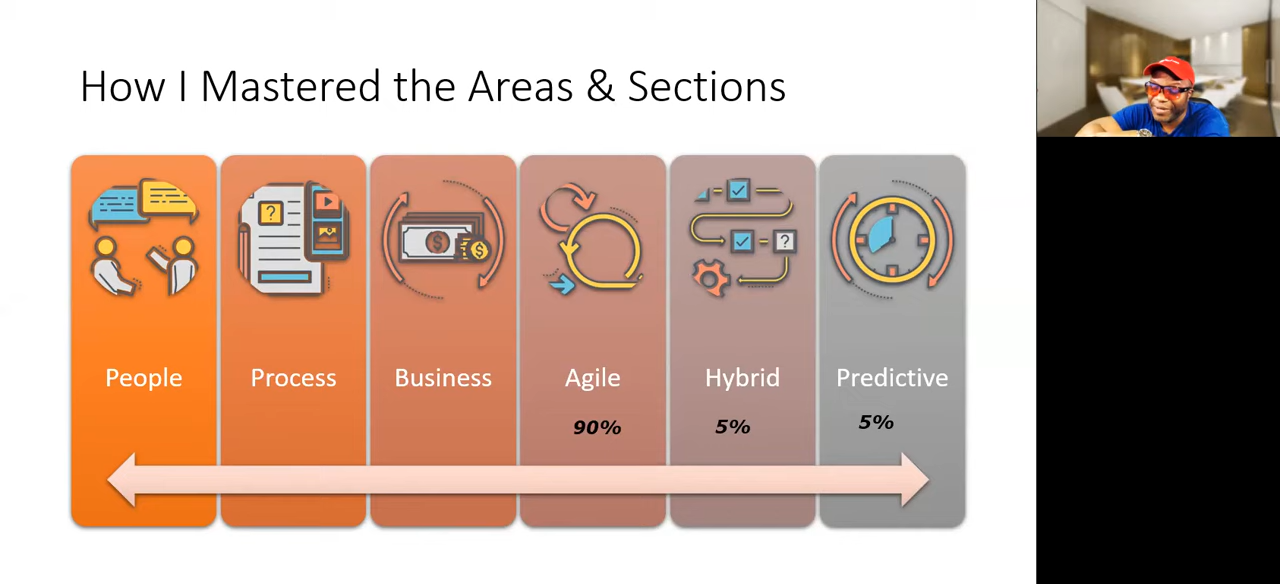 How I Mastered the Areas & Sections
People
Process
Business
Agile
Hybrid
Predictive
90%
5%
5%